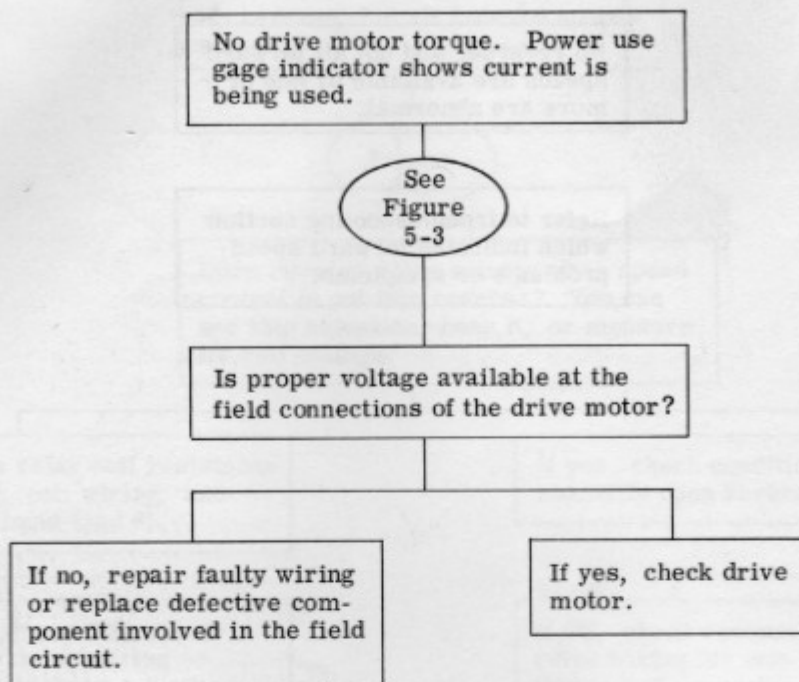 No drive motor torque. Power use
gage indicator shows current is
being used.
See
Figure
5-3
Is proper voltage available at the
field connections of the drive motor?
If no, repair faulty wiring
or replace defective com-
ponent involved in the field
circuit.
If yes, check drive
motor.